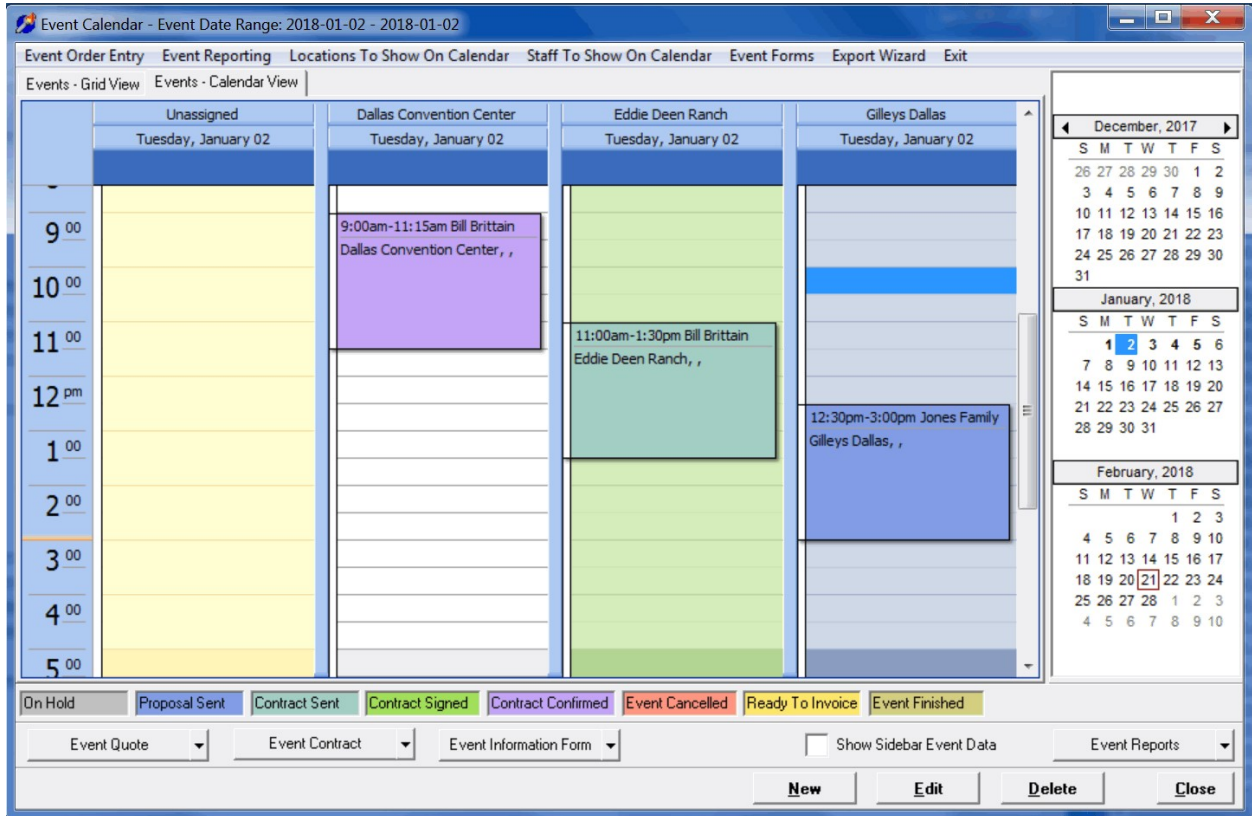 Event Calendar - Event Date Range: 2018-01-02 - 2018-01-02
Event Order Entry Event Reporting Locations To Show On Calendar Staff To Show On Calendar Event Forms Export Wizard Exit
Events - Grid View Events - Calendar View
Unassigned Dallas Convention Center Eddie Deen Ranch Gilleys Dallas
Tuesday, January 02 Tuesday, January 02 Tuesday, January 02 Tuesday, January 02
9 00
10 00
11 00
12 pm
1 00
2 00
3 00
4 00
5 00
9:00am-11:15am Bill Brittain
Dallas Convention Center, ,
11:00am-1:30pm Bill Brittain
Eddie Deen Ranch, ,
12:30pm-3:00pm Jones Family
Gilleys Dallas, ,
December, 2017
S M T W T F S
26 27 28 29 30 1 2
3 4 5 6 7 8 9
10 11 12 13 14 15 16
17 18 19 20 21 22 23
24 25 26 27 28 29 30
31
January, 2018
S M T W T F S
1 2 3 4 5 6
7 8 9 10 11 12 13
14 15 16 17 18 19 20
21 22 23 24 25 26 27
28 29 30 31
February, 2018
S M T W T F S
1 2 3
4 5 6 7 8 9 10
11 12 13 14 15 16 17
18 19 20 21 22 23 24
25 26 27 28 1 2 3
4 5 6 7 8 9 10
On Hold Proposal Sent Contract Sent Contract Signed Contract Confirmed Event Cancelled Ready To Invoice Event Finished
Event Quote Event Contract Event Information Form Show Sidebar Event Data Event Reports
New Edit Delete Close